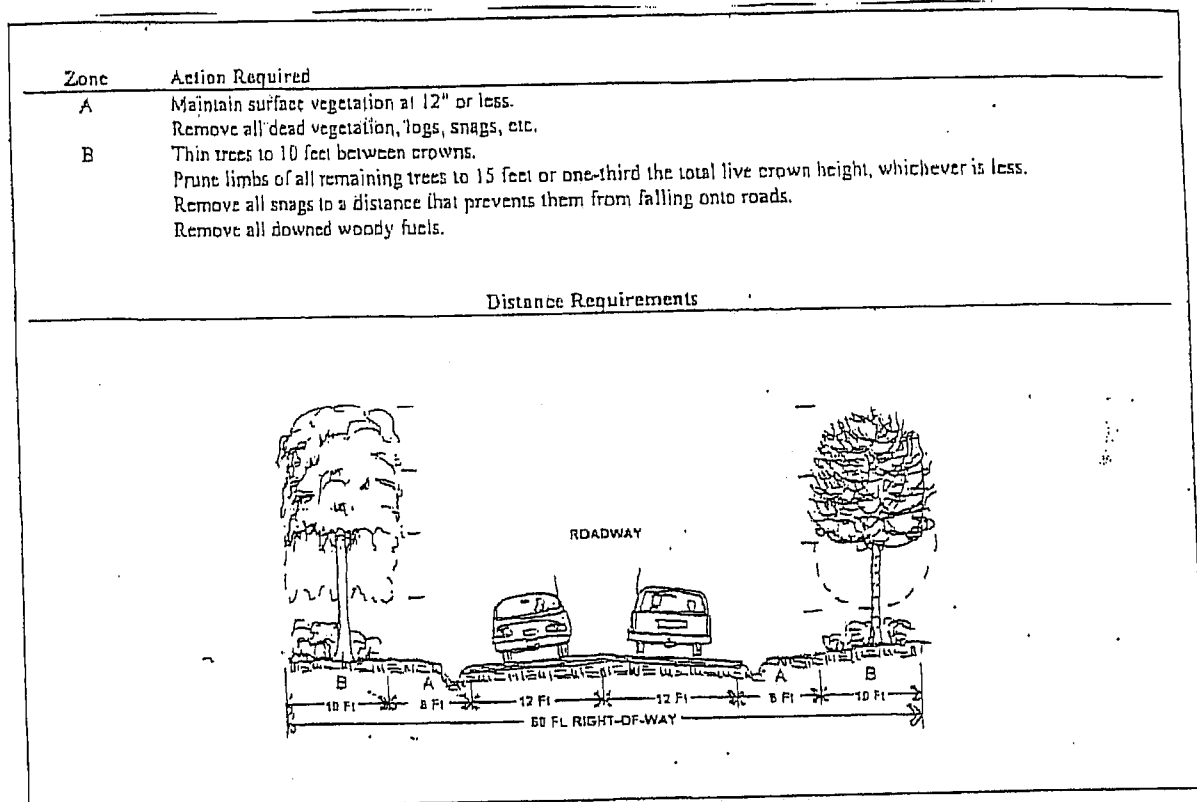 Zone Action Required
A Maintain surface vegetation at 12" or less.
Remove all dead vegetation, logs, snags, etc.
B Thin trees to 10 feet between crowns.
Prune limbs of all remaining trees to 15 feet or one-third the total live crown height, whichever is less.
Remove all snags to a distance that prevents them from falling onto roads.
Remove all downed woody fuels.
Distance Requirements
ROADWAY
B A A B
10 Ft 8 Ft 12 Ft 12 Ft 8 Ft 10 Ft
60 Ft. RIGHT-OF-WAY